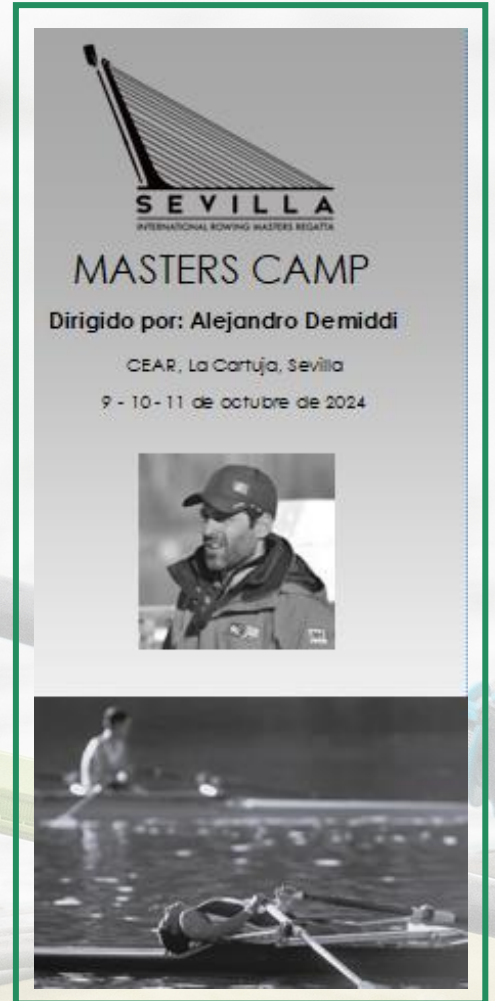 SEVILLA
INTERNATIONAL ROWING MASTERS REGATTA
MASTERS CAMP
Dirigido por: Alejandro Demiddi
CEAR, La Cartuja, Sevilla
9 - 10 - 11 de octubre de 2024